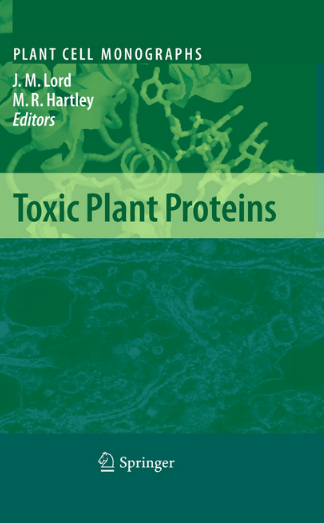 PLANT CELL MONOGRAPHS
J. M. Lord
M. R. Hartley
Editors
Toxic Plant Proteins
Springer